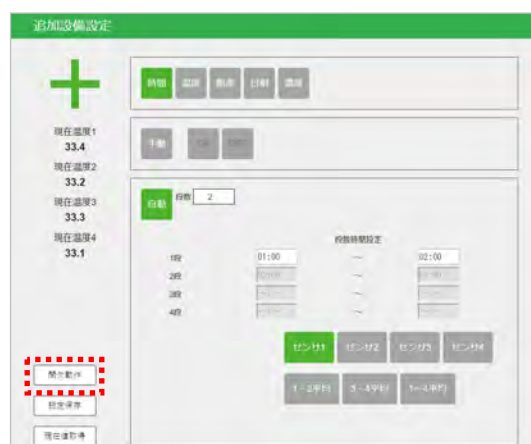 追加設備設定
時間 温度 飽差 日射 濃度
現在温度1
33.4
現在温度2
33.2
現在温度3
33.3
現在温度4
33.1
手動
自動 段数 2
段数時間設定
1段 01:00 ~ 02:00
2段 ~
3段 ~
4段 ~
センサ1 センサ2 センサ3 センサ4
1~2平均 3~4平均 1~4平均
間欠動作
設定保存
現在値取得